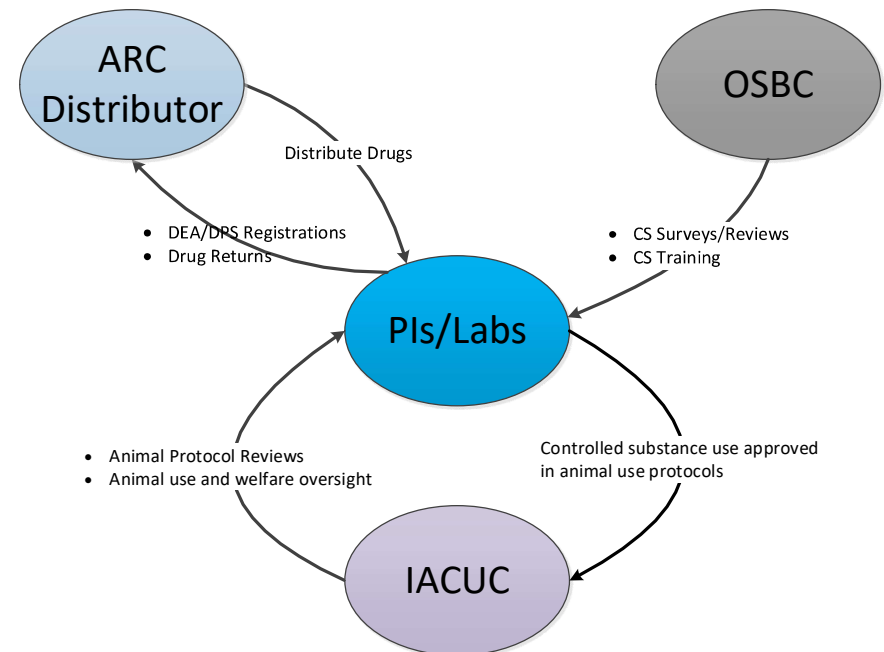 ARC
Distributor
OSBC
Distribute Drugs
• DEA/DPS Registrations
• Drug Returns
• CS Surveys/Reviews
• CS Training
PIs/Labs
• Animal Protocol Reviews
• Animal use and welfare oversight
Controlled substance use approved
in animal use protocols
IACUC